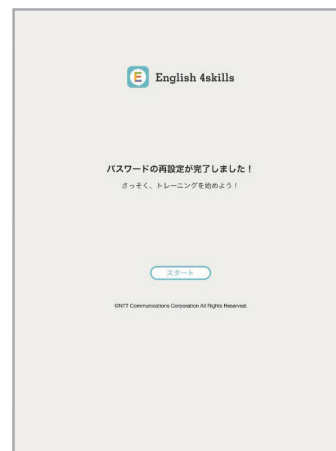 E English 4skills
パスワードの再設定が完了しました！
さっそく、トレーニングを始めよう！
スタート
©NTT Communications Corporation All Rights Reserved.